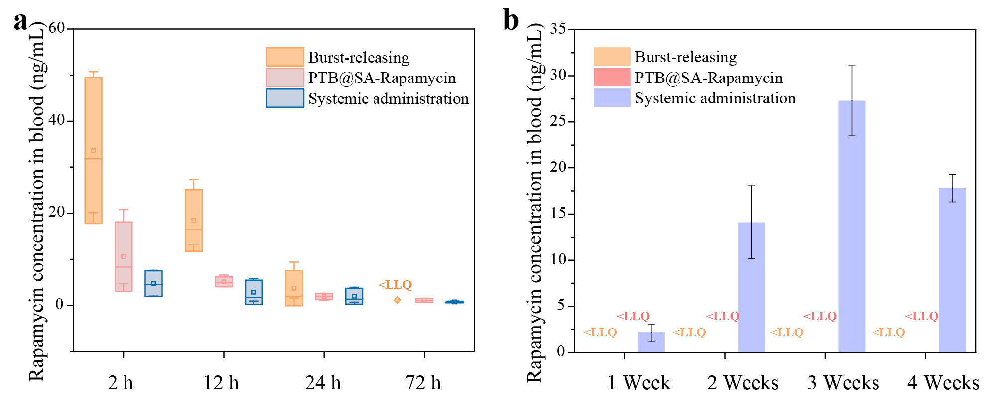 a
Rapamycin concentration in blood (ng/mL)
60
40
20
0
Burst-releasing
PTB@SA-Rapamycin
Systemic administration
<LLQ
2 h
12 h
24 h
72 h
b
Rapamycin concentration in blood (ng/mL)
35
30
25
20
15
10
5
0
Burst-releasing
PTB@SA-Rapamycin
Systemic administration
<LLQ
<LLQ
<LLQ
<LLQ
<LLQ
<LLQ
<LLQ
<LLQ
1 Week
2 Weeks
3 Weeks
4 Weeks